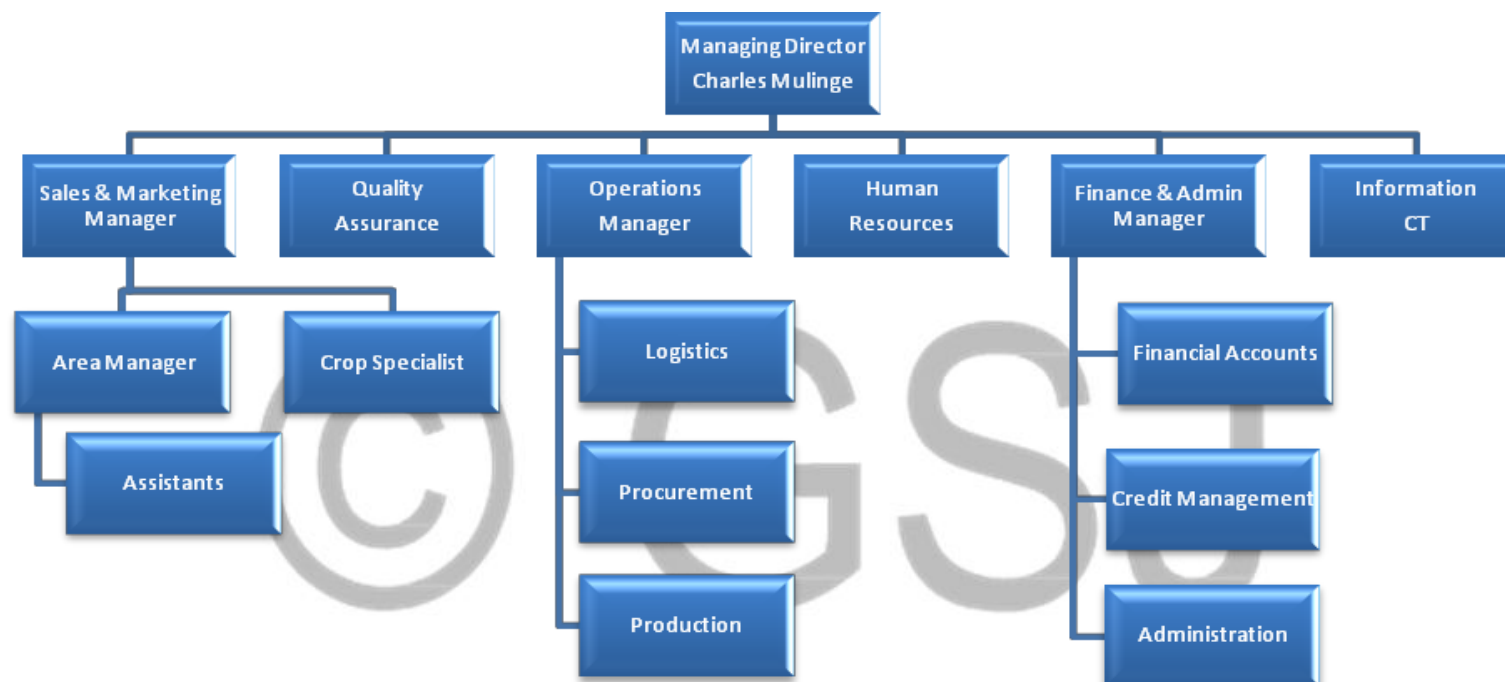 Managing Director
Charles Mulinge
Sales & Marketing
Manager
Quality
Assurance
Operations
Manager
Human
Resources
Finance & Admin
Manager
Information
CT
Area Manager
Crop Specialist
Assistants
Logistics
Procurement
Production
Financial Accounts
Credit Management
Administration
© GSJ